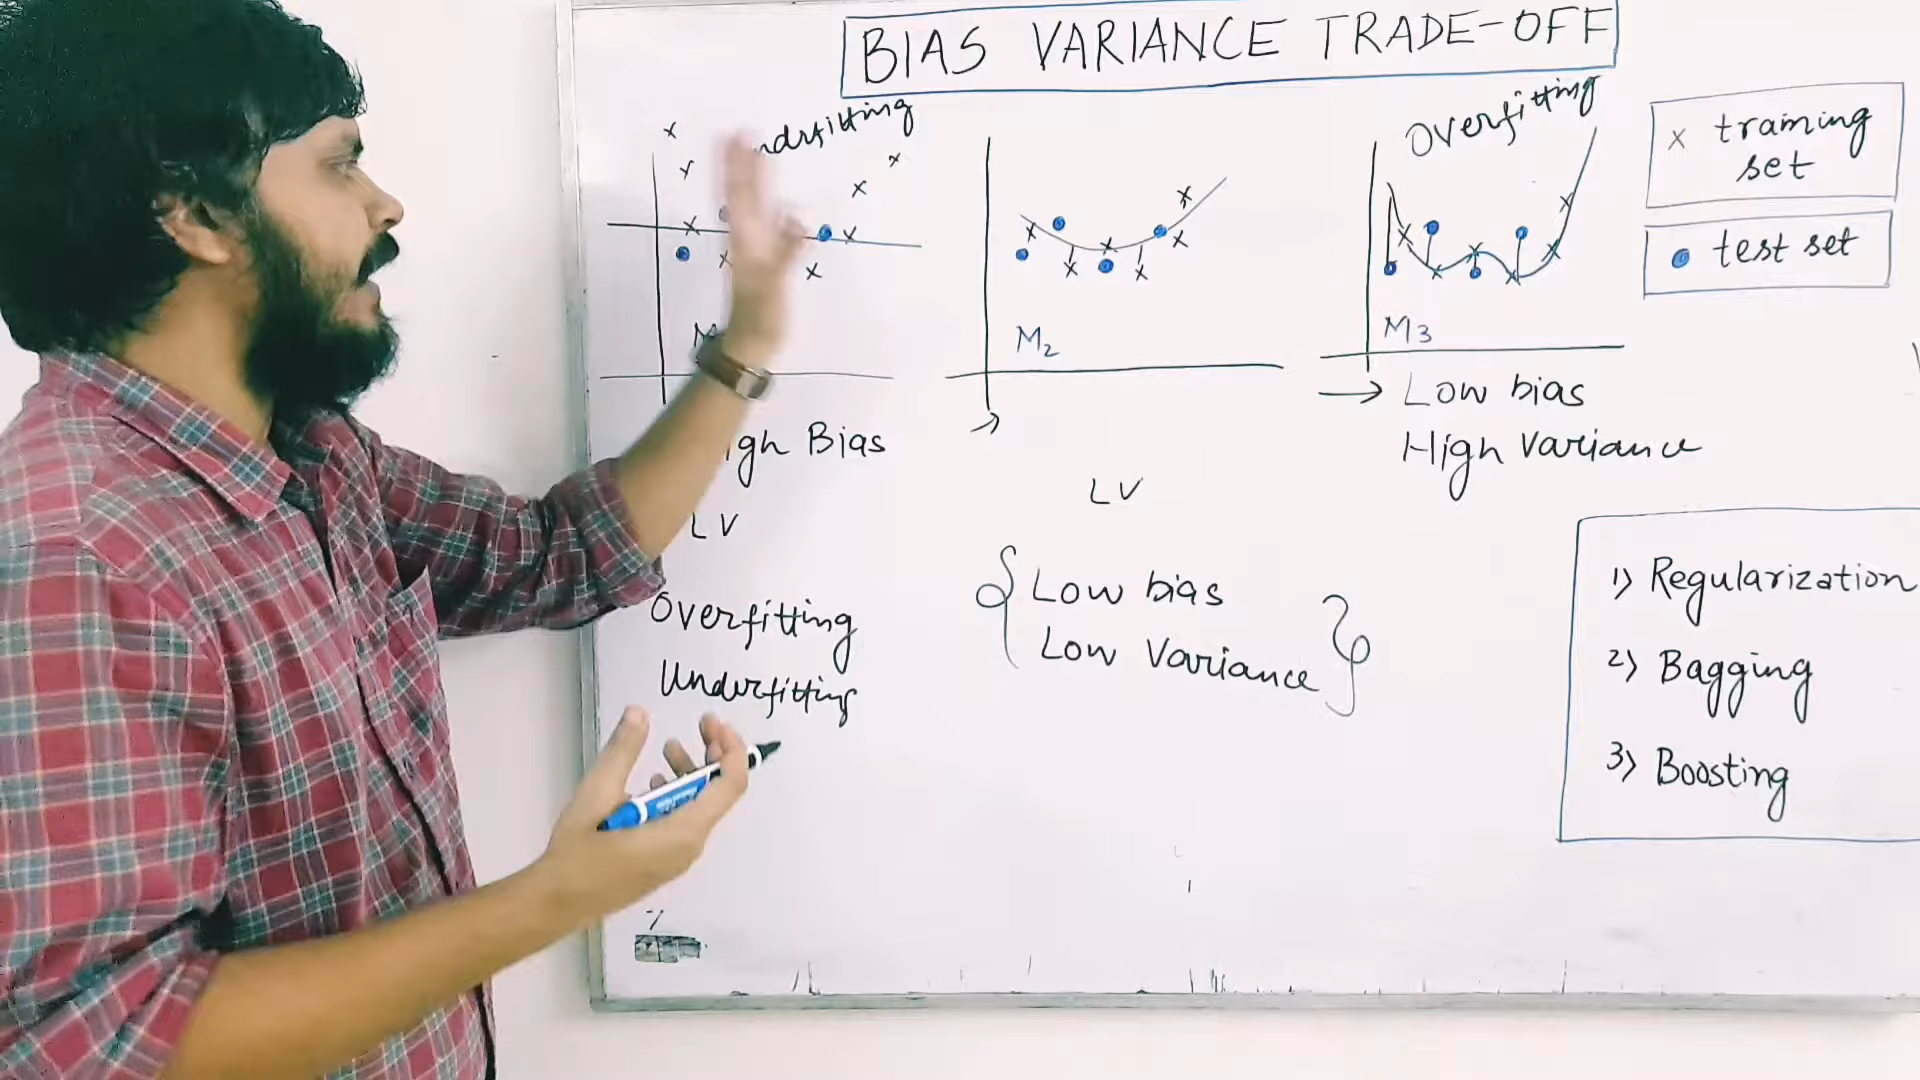 BIAS VARIANCE TRADE-OFF
Overfitting
x training
set
test set
M2
M3
Bias
LV
LV
Low bias
High Variance
Overfitting
Underfitting
Low bias
Low Variance
1) Regularization
2) Bagging
3) Boosting